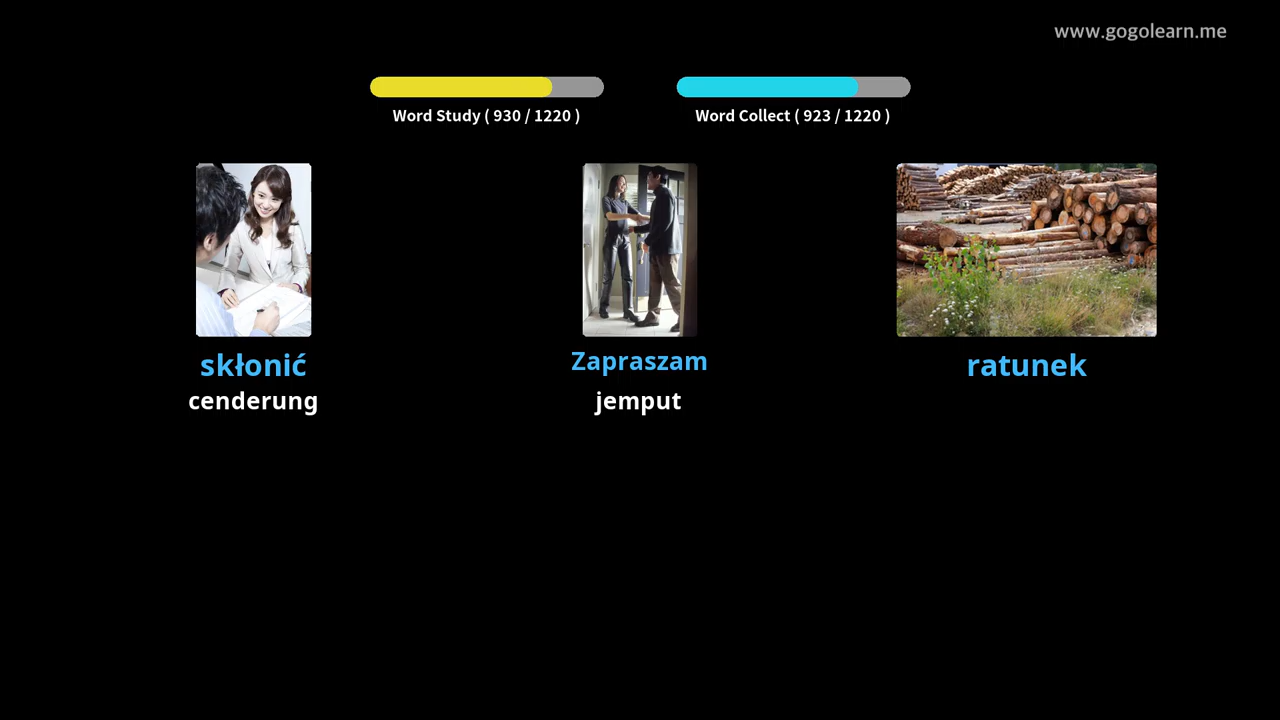 www.gogolearn.me
Word Study ( 930 / 1220 )
Word Collect ( 923 / 1220 )
skłonić
cenderung
Zapraszam
jemput
ratunek